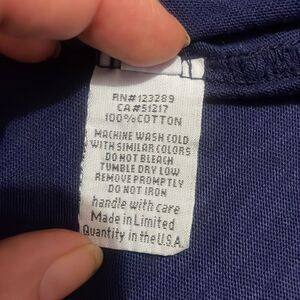 RN#123289
CA#51217
100%COTTON
MACHINE WASH COLD
WITH SIMILAR COLORS
DO NOT BLEACH
TUMBLE DRY LOW
REMOVE PROMPTLY
DO NOT IRON
handle with care
Made in Limited
Quantity in the U.S.A.